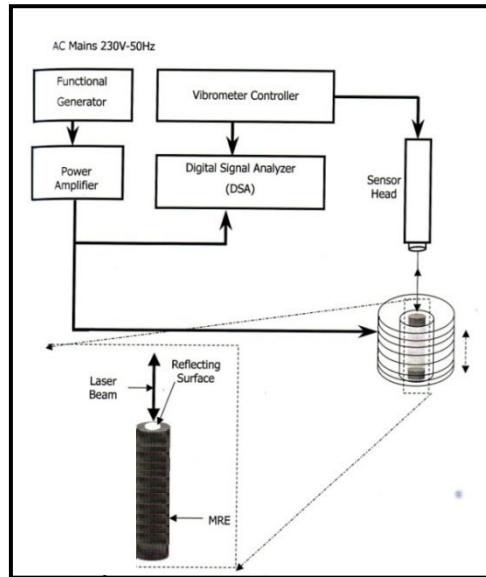 AC Mains 230V-50Hz
Functional
Generator
Vibrometer Controller
Power
Amplifier
Digital Signal Analyzer
(DSA)
Sensor
Head
Reflecting
Surface
Laser
Beam
MRE